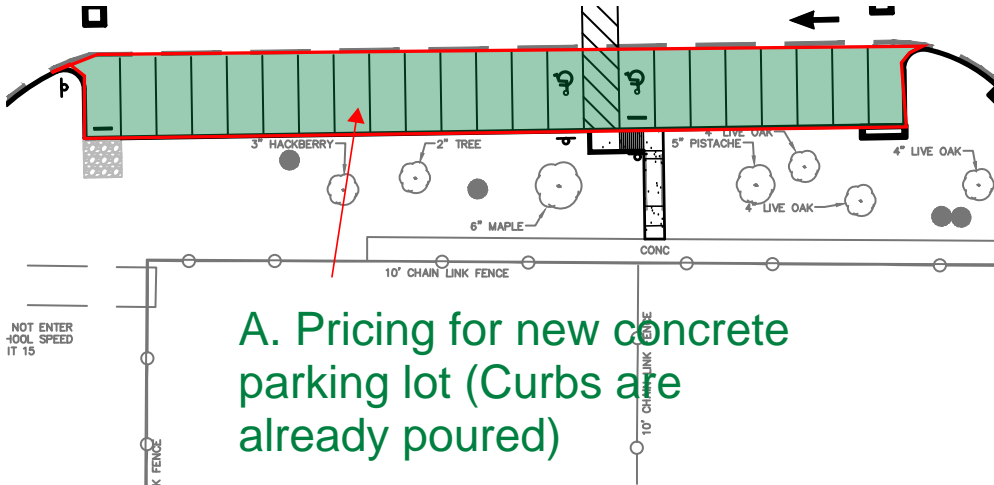 3" HACKBERRY
2" TREE
4" LIVE OAK
5" PISTACHE
4" LIVE OAK
4" LIVE OAK
6" MAPLE
CONC
10' CHAIN LINK FENCE
NOT ENTER
HOOL SPEED
IT 15
A. Pricing for new concrete
parking lot (Curbs are
already poured)
10' CHAIN LINK FENCE
K FENCE